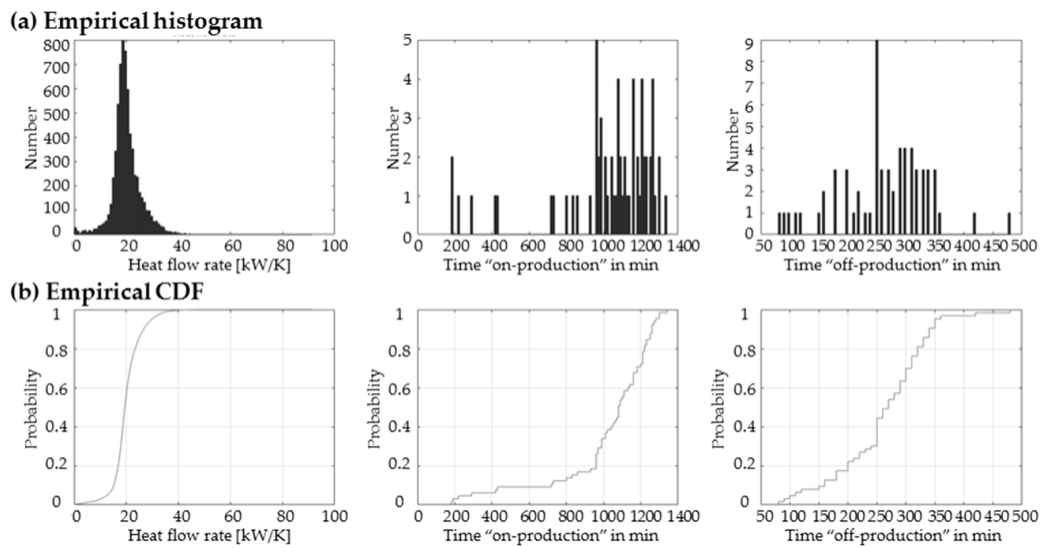 (a) Empirical histogram
800
700
600
500
400
300
200
100
0
Number
0 20 40 60 80 100
Heat flow rate [kW/K]
5
4
3
2
1
0
Number
0 200 400 600 800 1000 1200 1400
Time “on-production” in min
9
8
7
6
5
4
3
2
1
0
Number
50 100 150 200 250 300 350 400 450 500
Time “off-production” in min
(b) Empirical CDF
1
0.8
0.6
0.4
0.2
0
Probability
0 20 40 60 80 100
Heat flow rate [kW/K]
1
0.8
0.6
0.4
0.2
0
Probability
0 200 400 600 800 1000 1200 1400
Time “on-production” in min
1
0.8
0.6
0.4
0.2
0
Probability
50 100 150 200 250 300 350 400 450 500
Time “off-production” in min